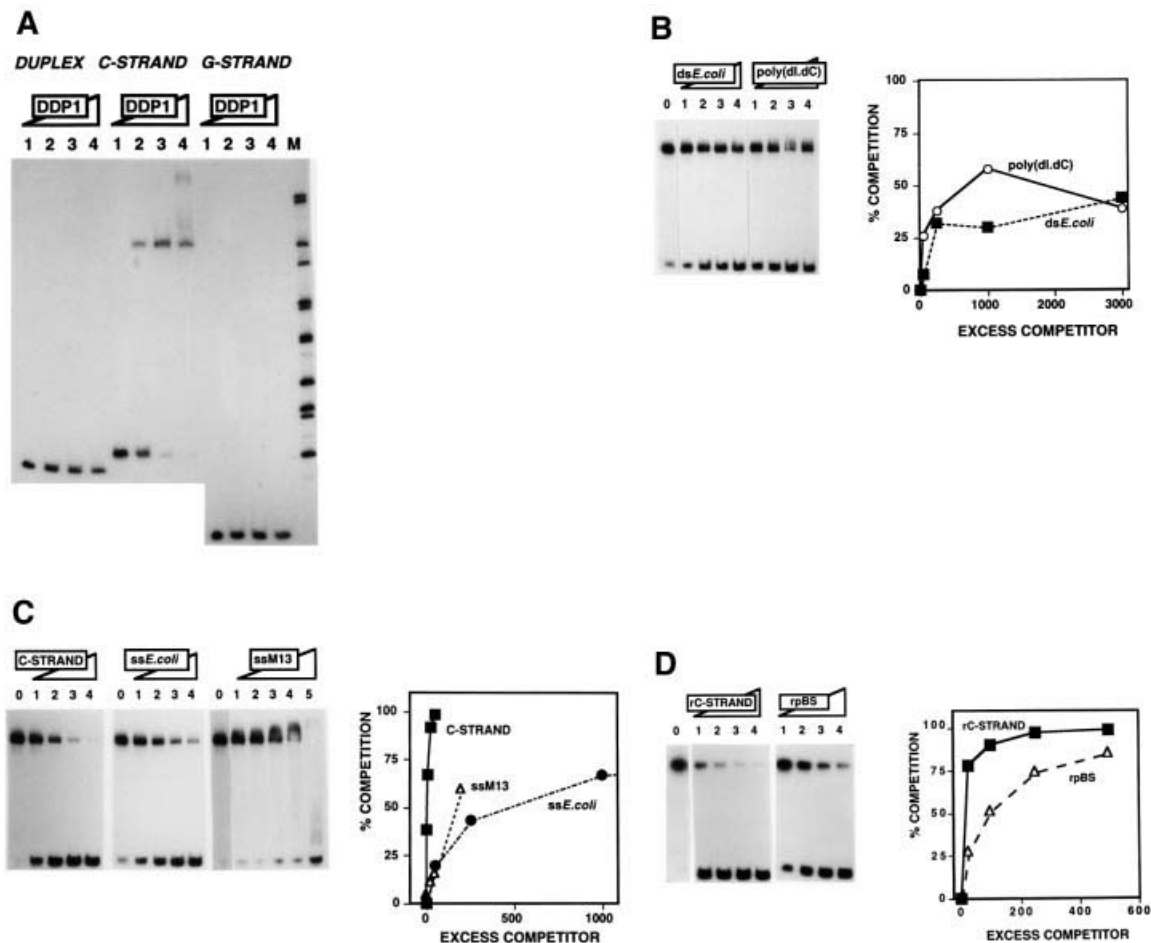 A
DUPLEX C-STRAND G-STRAND
DDP1 DDP1 DDP1
1 2 3 4 1 2 3 4 1 2 3 4 M
B
dsE.coli poly(dI.dC)
0 1 2 3 4 1 2 3 4
100
75
50
25
0
% COMPETITION
poly(dI.dC)
dsE.coli
0 1000 2000 3000
EXCESS COMPETITOR
C
C-STRAND ssE.coli ssM13
0 1 2 3 4 0 1 2 3 4 0 1 2 3 4 5
100
75
50
25
0
% COMPETITION
C-STRAND
ssM13
ssE.coli
0 500 1000
EXCESS COMPETITOR
D
rC-STRAND rpBS
0 1 2 3 4 1 2 3 4
100
75
50
25
0
% COMPETITION
rC-STRAND
rpBS
0 200 400 600
EXCESS COMPETITOR